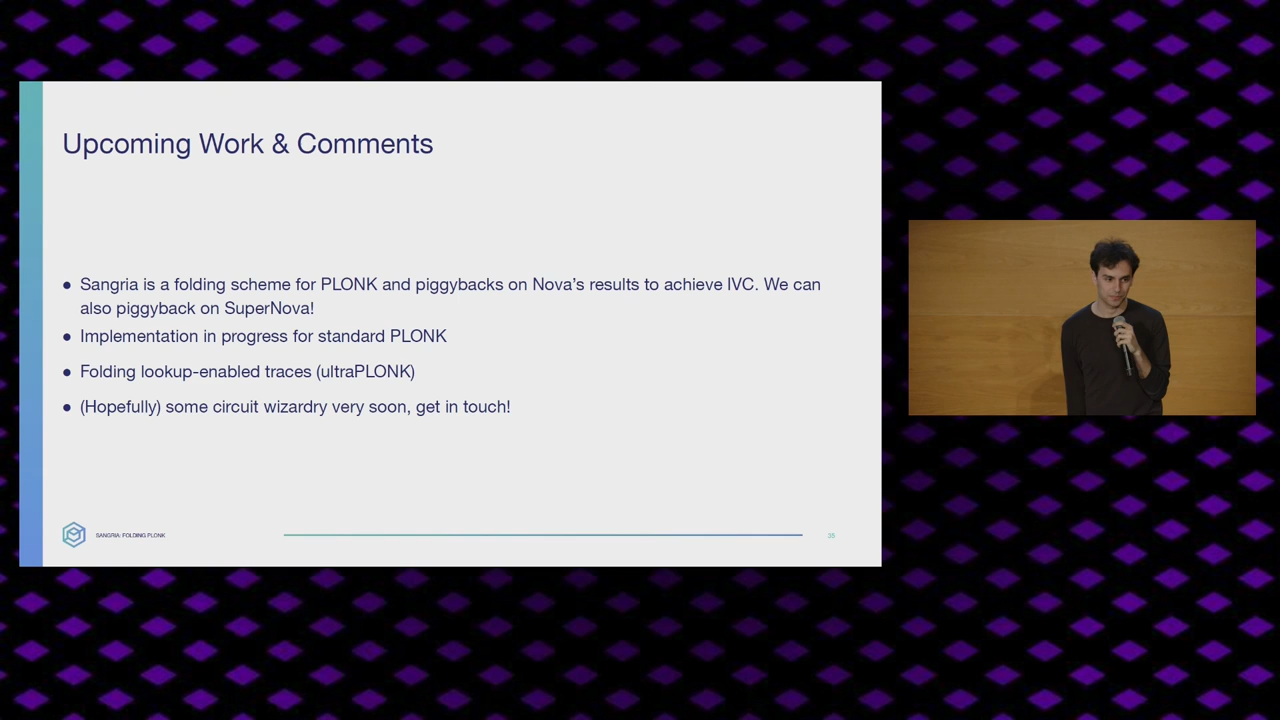 Upcoming Work & Comments
● Sangria is a folding scheme for PLONK and piggybacks on Nova’s results to achieve IVC. We can
also piggyback on SuperNova!
● Implementation in progress for standard PLONK
● Folding lookup-enabled traces (ultraPLONK)
● (Hopefully) some circuit wizardry very soon, get in touch!
SANGRIA: FOLDING PLONK
35